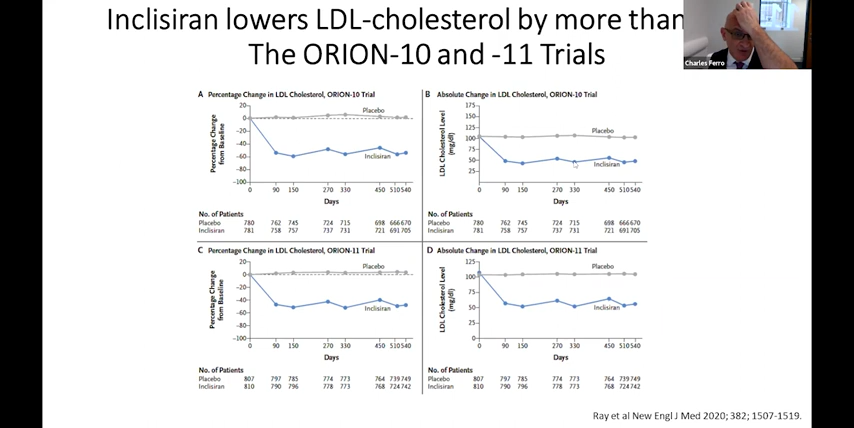 Inclisiran lowers LDL-cholesterol by more than
The ORION-10 and -11 Trials
Charles Ferro
A Percentage Change in LDL Cholesterol, ORION-10 Trial
Percentage Change
from Baseline
20
0
-20
-40
-60
-80
-100
Placebo
Inclisiran
0 90 150 270 330 450 510 540
Days
No. of Patients
Placebo 780 762 745 724 715 698 666 670
Inclisiran 781 758 757 737 731 721 691 705
B Absolute Change in LDL Cholesterol, ORION-10 Trial
LDL Cholesterol Level
(mg/dl)
175
150
125
100
75
50
25
Placebo
Inclisiran
0 90 150 270 330 450 510 540
Days
No. of Patients
Placebo 780 762 745 724 715 698 666 670
Inclisiran 781 758 757 737 731 721 691 705
C Percentage Change in LDL Cholesterol, ORION-11 Trial
Percentage Change
from Baseline
20
0
-20
-40
-60
-80
-100
Placebo
Inclisiran
0 90 150 270 330 450 510 540
Days
No. of Patients
Placebo 807 797 785 774 773 764 739 749
Inclisiran 810 790 796 778 773 768 724 742
D Absolute Change in LDL Cholesterol, ORION-11 Trial
LDL Cholesterol Level
(mg/dl)
125
100
75
50
25
0
Placebo
Inclisiran
0 90 150 270 330 450 510 540
Days
No. of Patients
Placebo 807 797 785 774 773 764 739 749
Inclisiran 810 790 796 778 773 768 724 742
Ray et al New Engl J Med 2020; 382; 1507-1519.